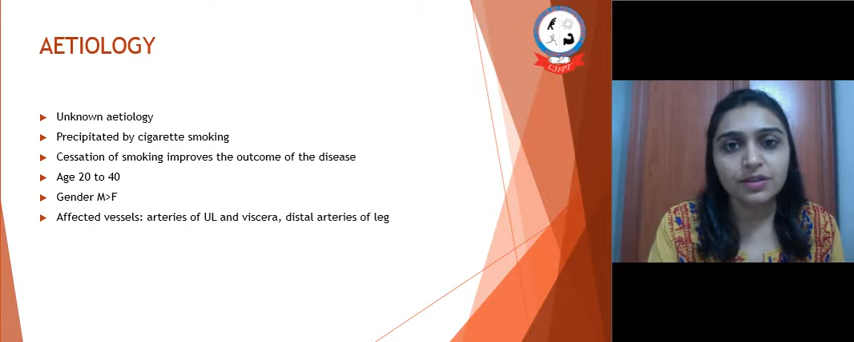 AETIOLOGY
Unknown aetiology
Precipitated by cigarette smoking
Cessation of smoking improves the outcome of the disease
Age 20 to 40
Gender M>F
Affected vessels: arteries of UL and viscera, distal arteries of leg